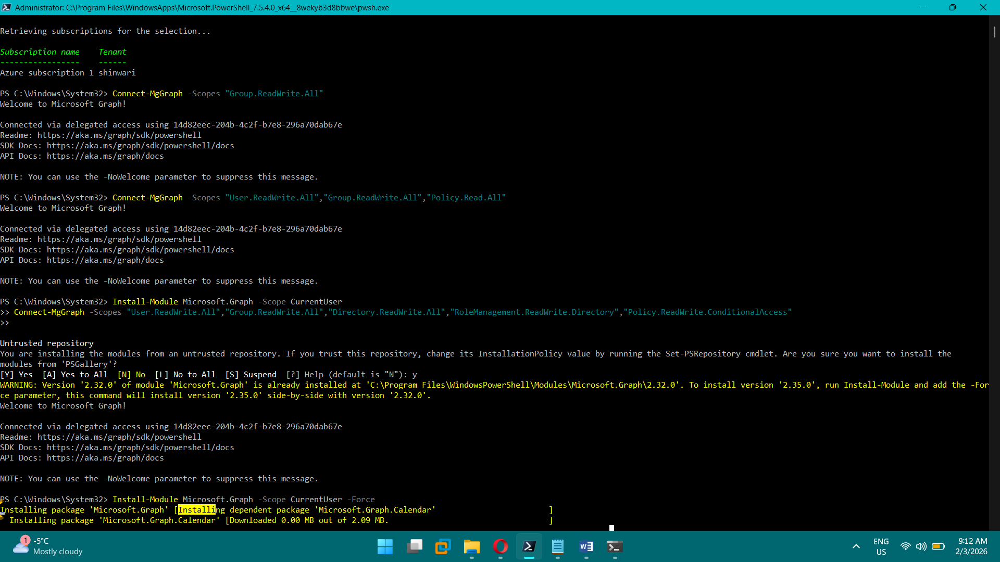 Administrator: C:\Program Files\WindowsApps\Microsoft.PowerShell_7.5.4.0_x64__8wekyb3d8bbwe\pwsh.exe
Retrieving subscriptions for the selection...
Subscription name    Tenant
-----------------    ------
Azure subscription 1 shinwari
PS C:\Windows\System32> Connect-MgGraph -Scopes "Group.ReadWrite.All"
Welcome to Microsoft Graph!
Connected via delegated access using 14d82eec-204b-4c2f-b7e8-296a70dab67e
Readme: https://aka.ms/graph/sdk/powershell
SDK Docs: https://aka.ms/graph/sdk/powershell/docs
API Docs: https://aka.ms/graph/docs
NOTE: You can use the -NoWelcome parameter to suppress this message.
PS C:\Windows\System32> Connect-MgGraph -Scopes "User.ReadWrite.All","Group.ReadWrite.All","Policy.Read.All"
Welcome to Microsoft Graph!
Connected via delegated access using 14d82eec-204b-4c2f-b7e8-296a70dab67e
Readme: https://aka.ms/graph/sdk/powershell
SDK Docs: https://aka.ms/graph/sdk/powershell/docs
API Docs: https://aka.ms/graph/docs
NOTE: You can use the -NoWelcome parameter to suppress this message.
PS C:\Windows\System32> Install-Module Microsoft.Graph -Scope CurrentUser
>> Connect-MgGraph -Scopes "User.ReadWrite.All","Group.ReadWrite.All","Directory.ReadWrite.All","RoleManagement.ReadWrite.Directory","Policy.ReadWrite.ConditionalAccess"
>>
Untrusted repository
You are installing the modules from an untrusted repository. If you trust this repository, change its InstallationPolicy value by running the Set-PSRepository cmdlet. Are you sure you want to install the
modules from 'PSGallery'?
[Y] Yes  [A] Yes to All  [N] No  [L] No to All  [S] Suspend  [?] Help (default is "N"): y
WARNING: Version '2.32.0' of module 'Microsoft.Graph' is already installed at 'C:\Program Files\WindowsPowerShell\Modules\Microsoft.Graph\2.32.0'. To install version '2.35.0', run Install-Module and add the -For
ce parameter, this command will install version '2.35.0' side-by-side with version '2.32.0'.
Welcome to Microsoft Graph!
Connected via delegated access using 14d82eec-204b-4c2f-b7e8-296a70dab67e
Readme: https://aka.ms/graph/sdk/powershell
SDK Docs: https://aka.ms/graph/sdk/powershell/docs
API Docs: https://aka.ms/graph/docs
NOTE: You can use the -NoWelcome parameter to suppress this message.
PS C:\Windows\System32> Install-Module Microsoft.Graph -Scope CurrentUser -Force
Installing package 'Microsoft.Graph' [Installing dependent package 'Microsoft.Graph.Calendar' ]
Installing package 'Microsoft.Graph.Calendar' [Downloaded 0.00 MB out of 2.09 MB. ]
1
-5°C
Mostly cloudy
ENG
US
9:12 AM
2/3/2026